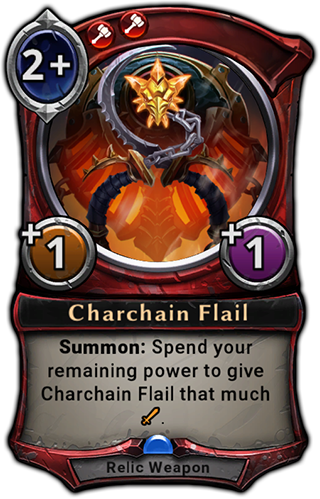 2+
+1
+1
Charchain Flail
Summon: Spend your
remaining power to give
Charchain Flail that much
.
Relic Weapon